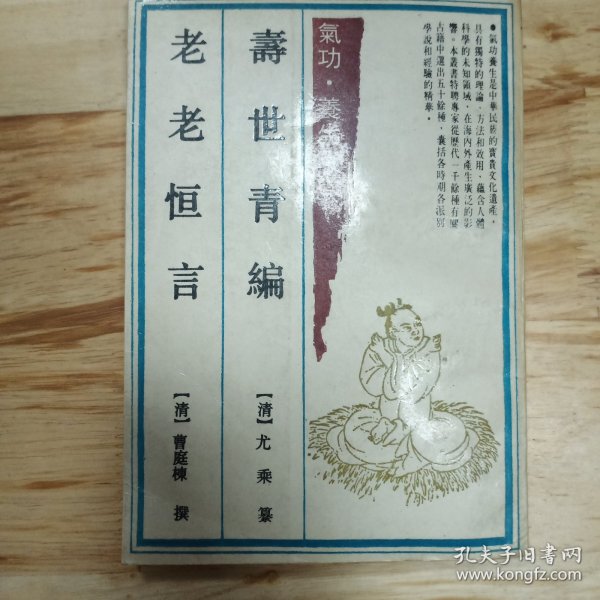 ●氣功養生是中華民族的寶貴文化遺產，
具有獨特的理論、方法和效用，蘊含人體
科學的未知領域，在海內外產生廣泛的影
響。本叢書特聘專家從歷代一千餘種有關
古籍中選出五十餘種，囊括各時朝各派別
學說和經驗的精華。
氣功·養生
壽世青編
【清】尤乘纂
老老恒言
【清】曹庭棟撰
孔夫子旧书网
www.kongfz.com